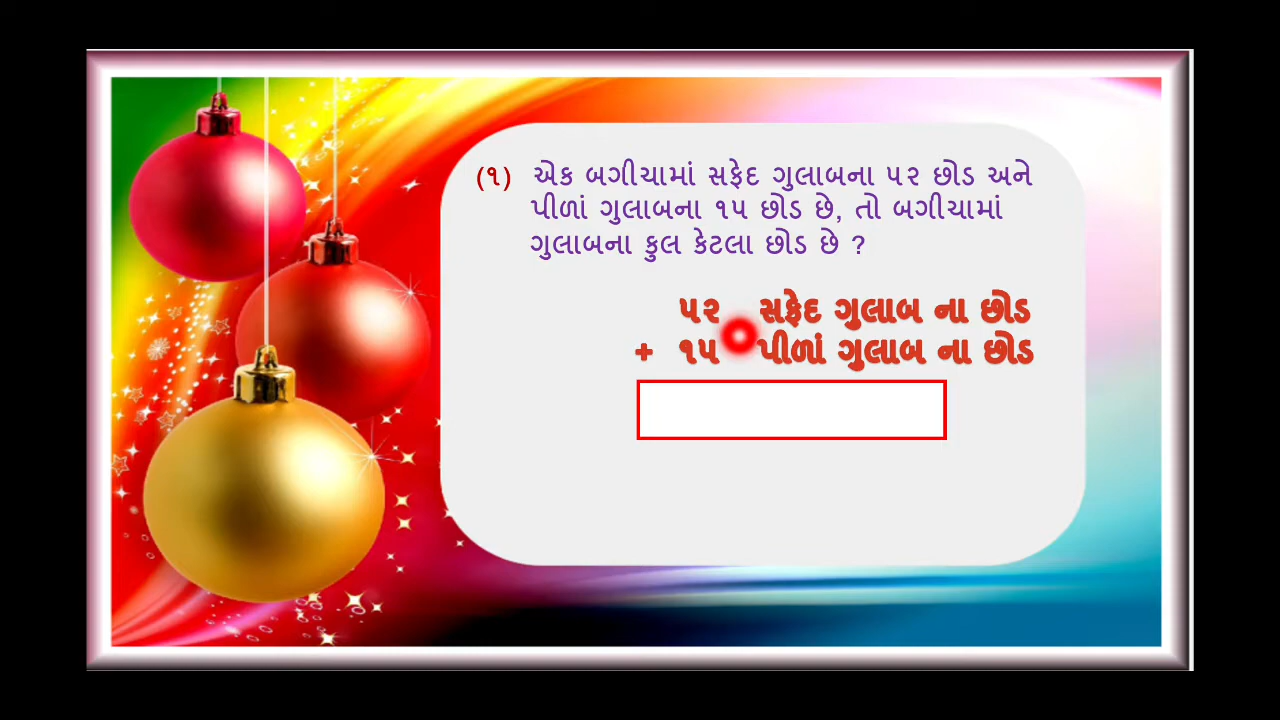 (૧) એક બગીચામાં સફેદ ગુલાબના ૫૨ છોડ અને
પીળાં ગુલાબના ૧૫ છોડ છે, તો બગીચામાં
ગુલાબના કુલ કેટલા છોડ છે ?
૫૨ સફેદ ગુલાબ ના છોડ
+ ૧૫ પીળાં ગુલાબ ના છોડ